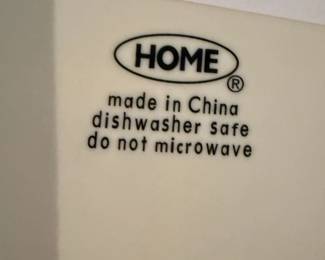 HOME
®
made in China
dishwasher safe
do not microwave